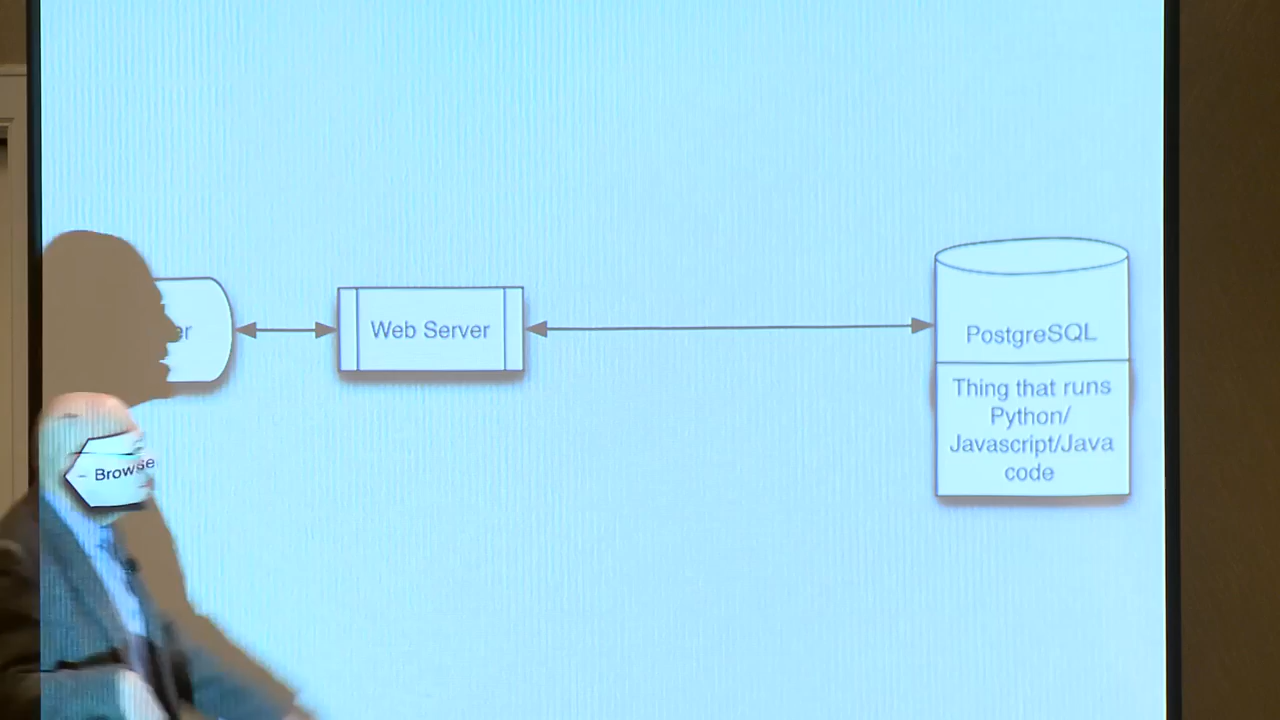 Browse
er
Web Server
PostgreSQL
Thing that runs
Python/
Javascript/Java
code